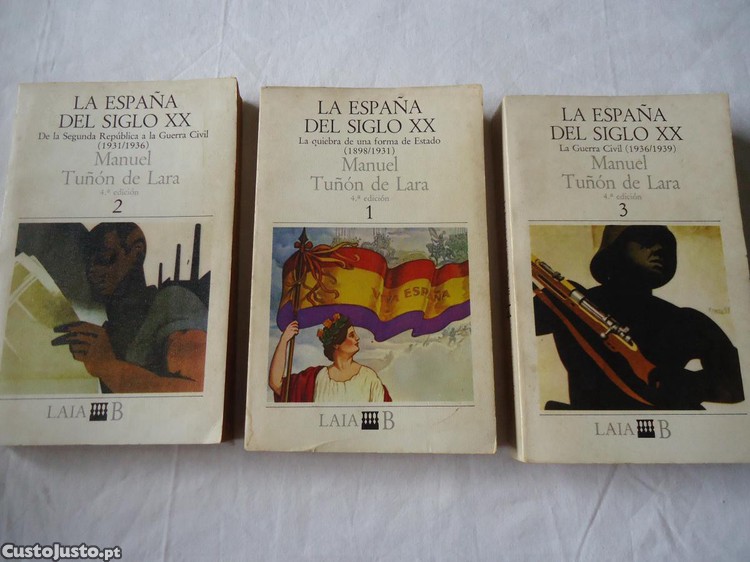 LA ESPAÑA
DEL SIGLO XX
De la Segunda República a la Guerra Civil
(1931/1936)
Manuel
Tuñón de Lara
4.ª edición
2
LAIA B
LA ESPAÑA
DEL SIGLO XX
La quiebra de una forma de Estado
(1898/1931)
Manuel
Tuñón de Lara
4.ª edición
1
VIVA ESPAÑA
LAIA B
LA ESPAÑA
DEL SIGLO XX
La Guerra Civil (1936/1939)
Manuel
Tuñón de Lara
4.ª edición
3
LAIA B
CustoJusto.pt